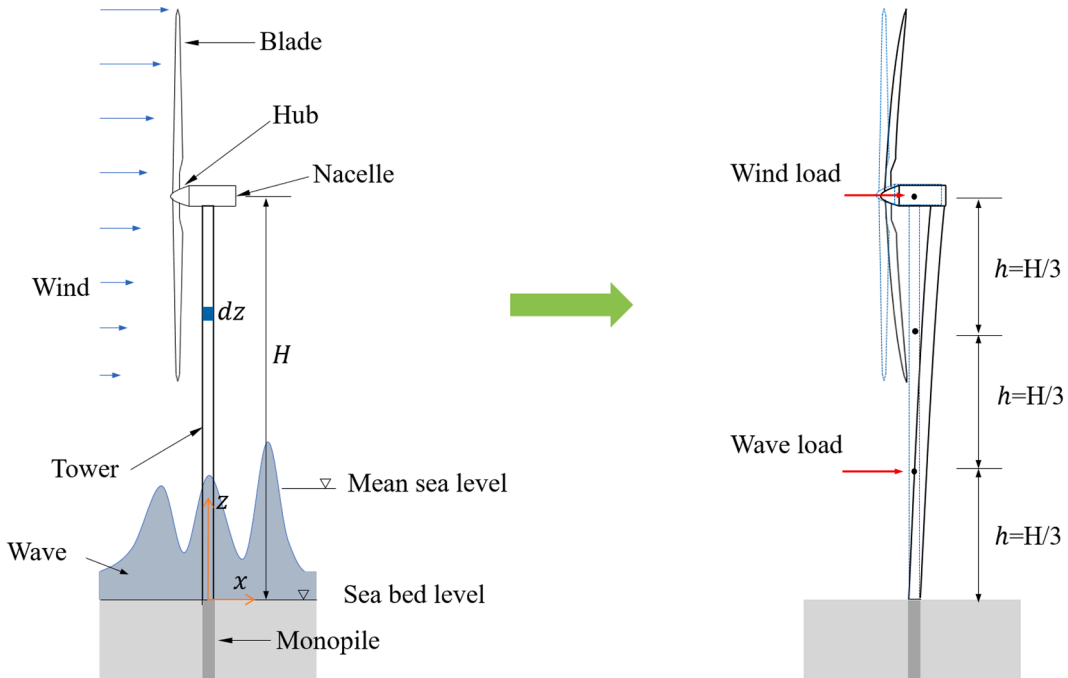 Blade
Hub
Nacelle
Wind
dz
H
Tower
Mean sea level
z
Wave
x
Sea bed level
Monopile
Wind load
h=H/3
h=H/3
Wave load
h=H/3